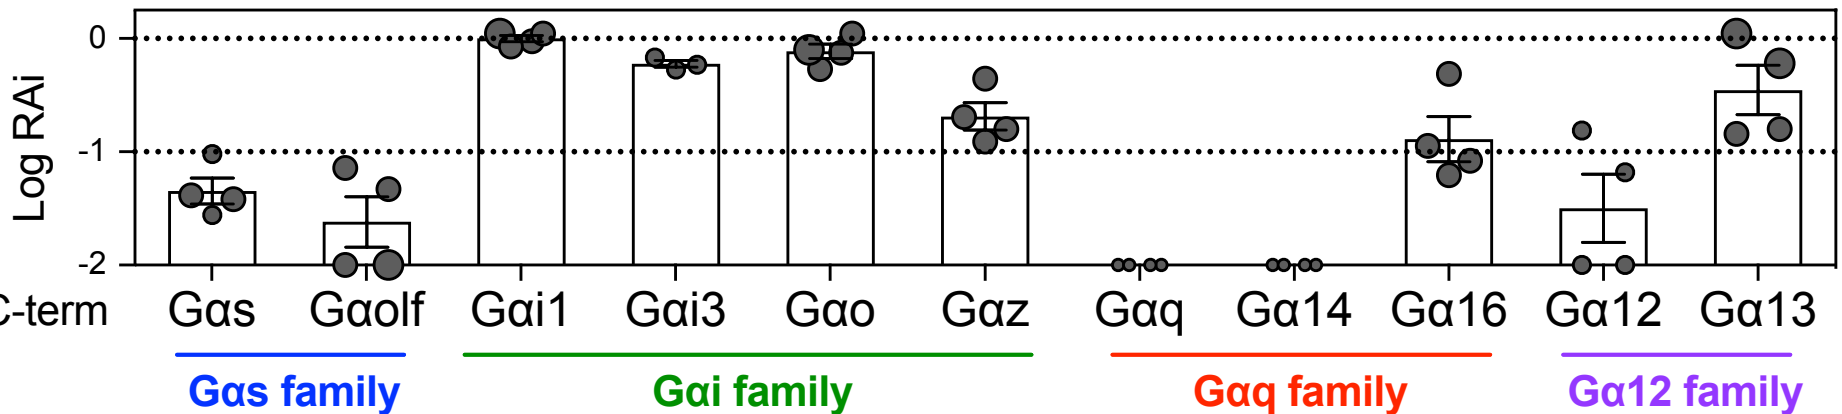 Log RAi
0
-1
-2
C-term Gαs Gαolf Gαi1 Gαi3 Gαo Gαz Gαq Gα14 Gα16 Gα12 Gα13
Gαs family Gαi family Gαq family Gα12 family